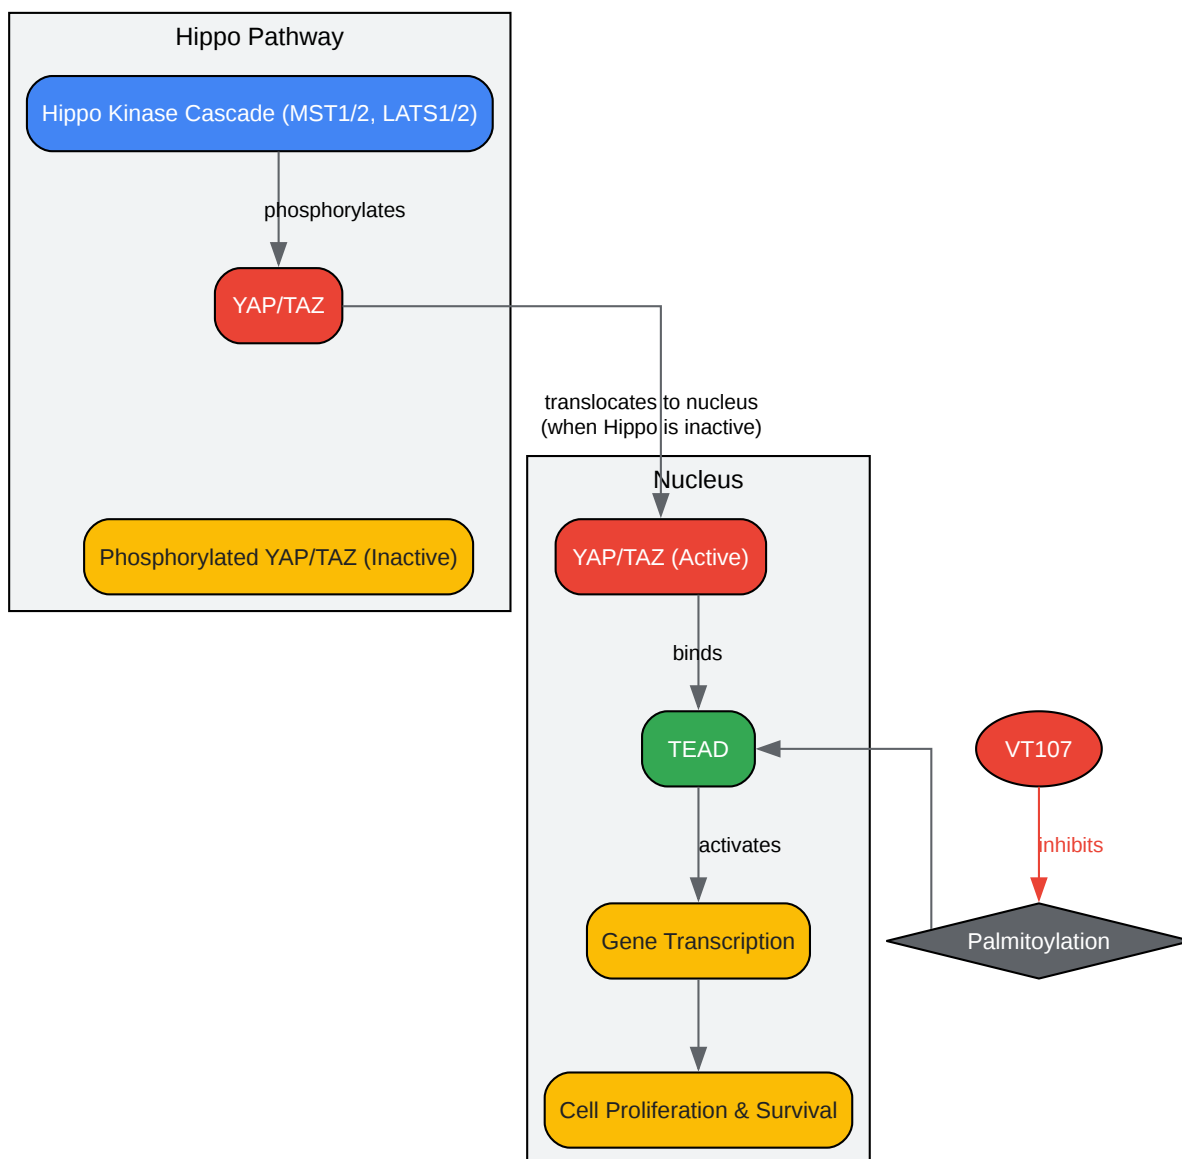 Hippo Pathway
Hippo Kinase Cascade (MST1/2, LATS1/2)
phosphorylates
YAP/TAZ
translocates to nucleus
(when Hippo is inactive)
Nucleus
Phosphorylated YAP/TAZ (Inactive)
YAP/TAZ (Active)
binds
TEAD
VT107
activates
inhibits
Gene Transcription
Palmitoylation
Cell Proliferation & Survival